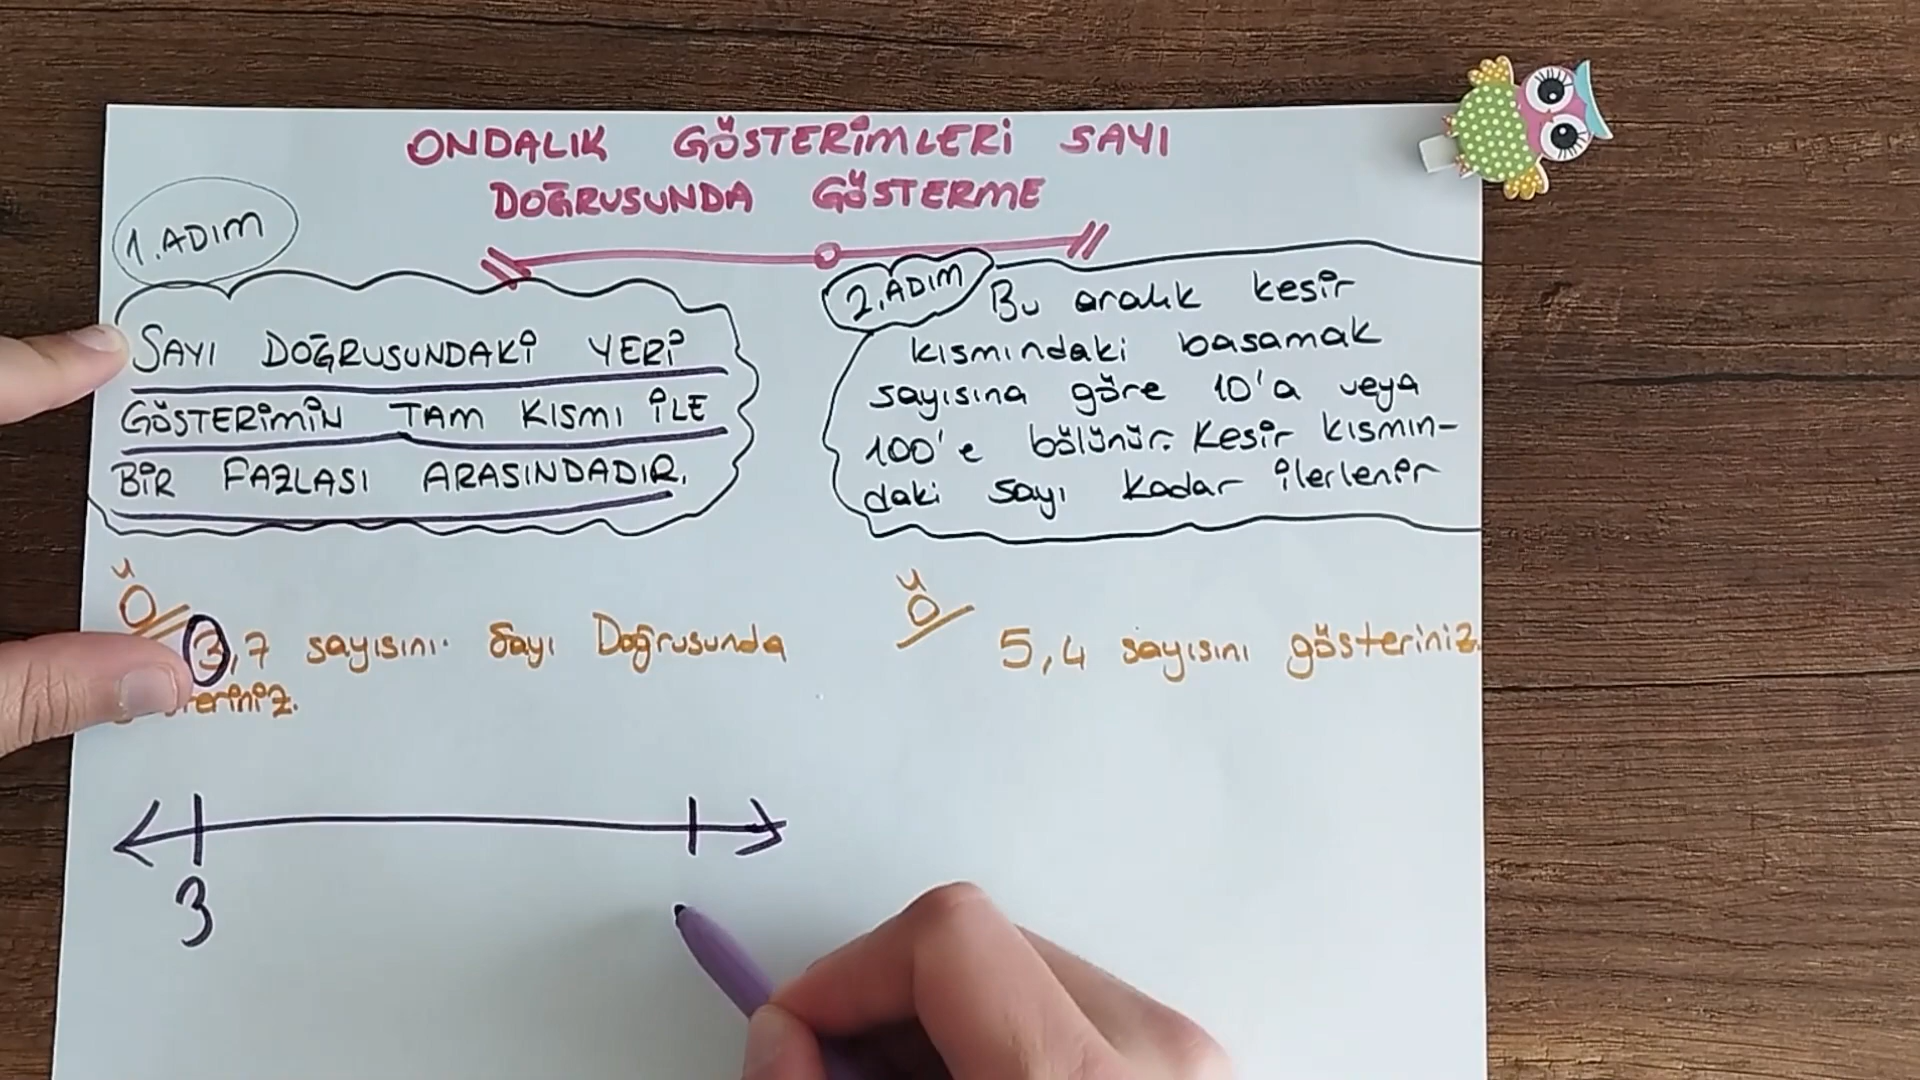 ONDALIK GÖSTERİMLERİ SAYI
DOĞRUSUNDA GÖSTERME
1. ADIM
SAYI DOĞRUSUNDAKİ YERİ
GÖSTERİMİN TAM KISMI İLE
BİR FAZLASI ARASINDADIR.
2. ADIM
Bu aralık kesir
kısmındaki basamak
sayısına göre 10'a veya
100'e bölünür. Kesir kısmın-
daki sayı kadar ilerlenir
Ö/
3,7 sayısını Sayı Doğrusunda
Ö/
5,4 sayısını gösteriniz.
3